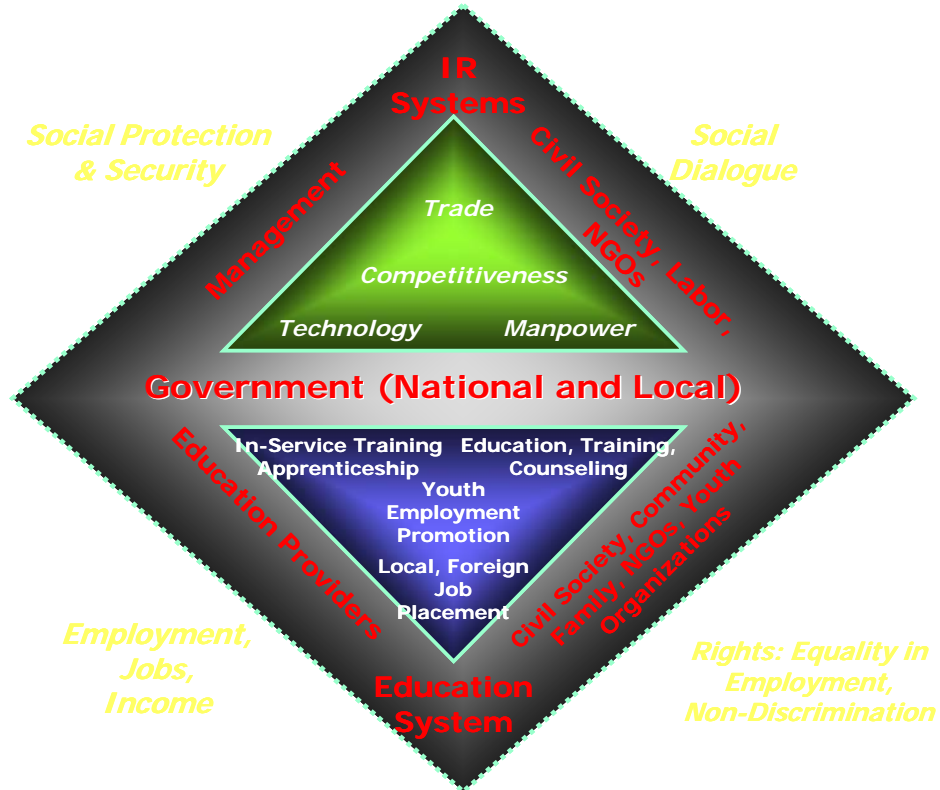 IR
Systems
Social Protection
& Security
Social
Dialogue
Management
Civil Society, Labor,
NGOs
Trade
Competitiveness
Technology
Manpower
Government (National and Local)
In-Service Training
Apprenticeship
Education, Training,
Counseling
Youth
Employment
Promotion
Local, Foreign
Job
Placement
Education Providers
Civil Society, Community,
Family, NGOs, Youth
Organizations
Employment,
Jobs,
Income
Rights: Equality in
Employment,
Non-Discrimination
Education
System